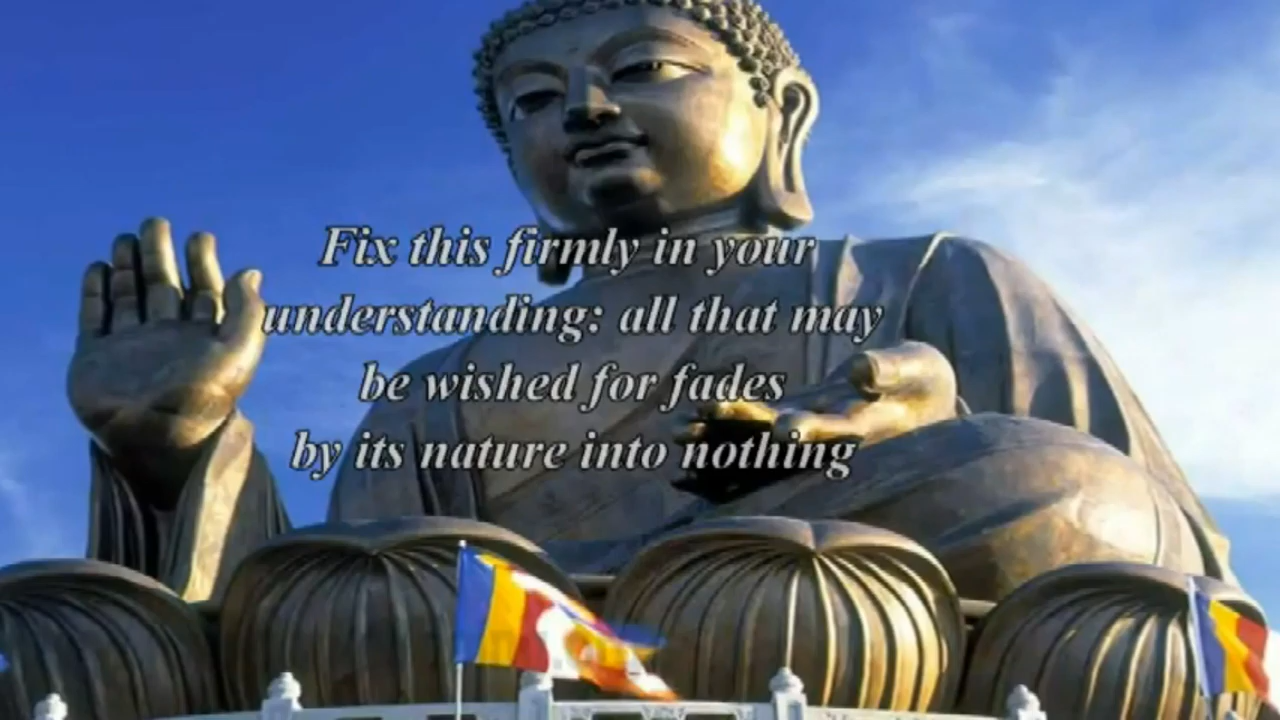 Fix this firmly in your
understanding: all that may
be wished for fades
by its nature into nothing